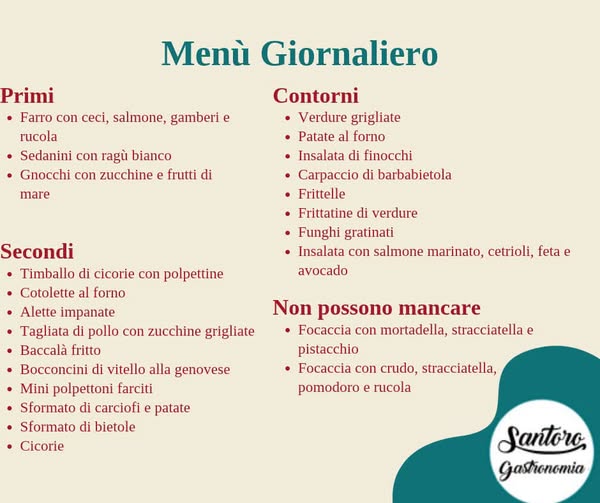 Menù Giornaliero
Primi
• Farro con ceci, salmone, gamberi e
rucola
• Sedanini con ragù bianco
• Gnocchi con zucchine e frutti di
mare
Secondi
• Timballo di cicorie con polpettine
• Cotolette al forno
• Alette impanate
• Tagliata di pollo con zucchine grigliate
• Baccalà fritto
• Bocconcini di vitello alla genovese
• Mini polpettoni farciti
• Sformato di carciofi e patate
• Sformato di bietole
• Cicorie
Contorni
• Verdure grigliate
• Patate al forno
• Insalata di finocchi
• Carpaccio di barbabietola
• Frittelle
• Frittatine di verdure
• Funghi gratinati
• Insalata con salmone marinato, cetrioli, feta e
avocado
Non possono mancare
• Focaccia con mortadella, stracciatella e
pistacchio
• Focaccia con crudo, stracciatella,
pomodoro e rucola
Santoro
Gastronomia